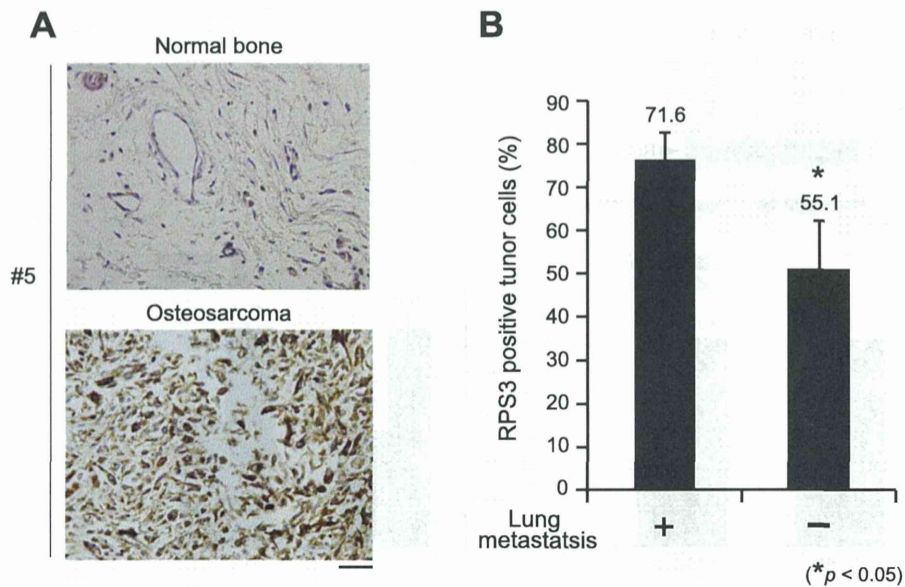 A
Normal bone
#5
Osteosarcoma
B
RPS3 positive tumor cells (%)
90
80
70
60
50
40
30
20
10
0
71.6
*
55.1
Lung
metastatsis
+
−
(*p < 0.05)